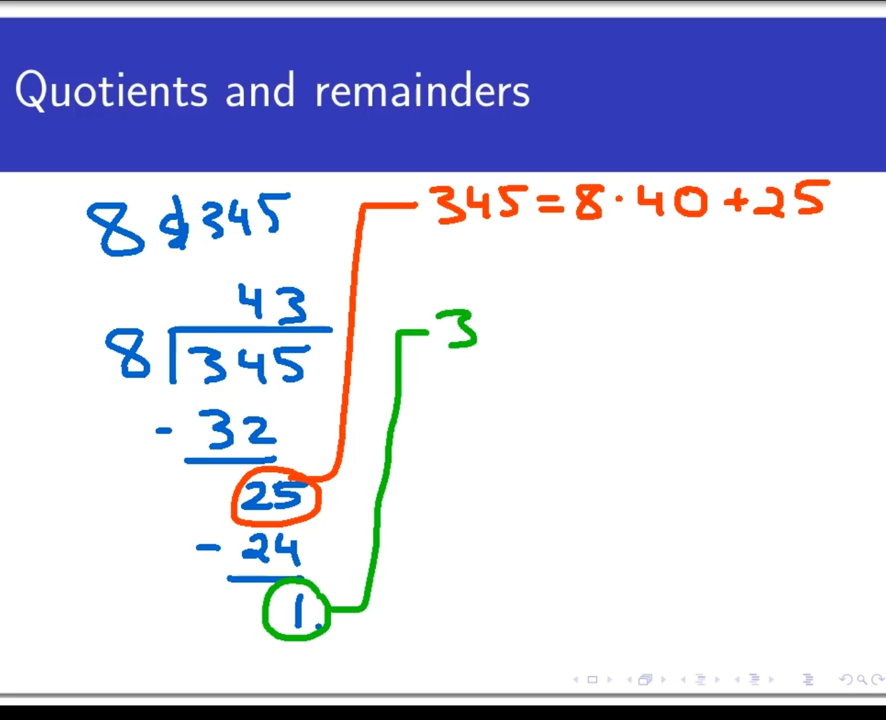 Quotients and remainders
8 & 345
345 = 8 · 40 + 25
43
8 345
3
- 32
25
- 24
1